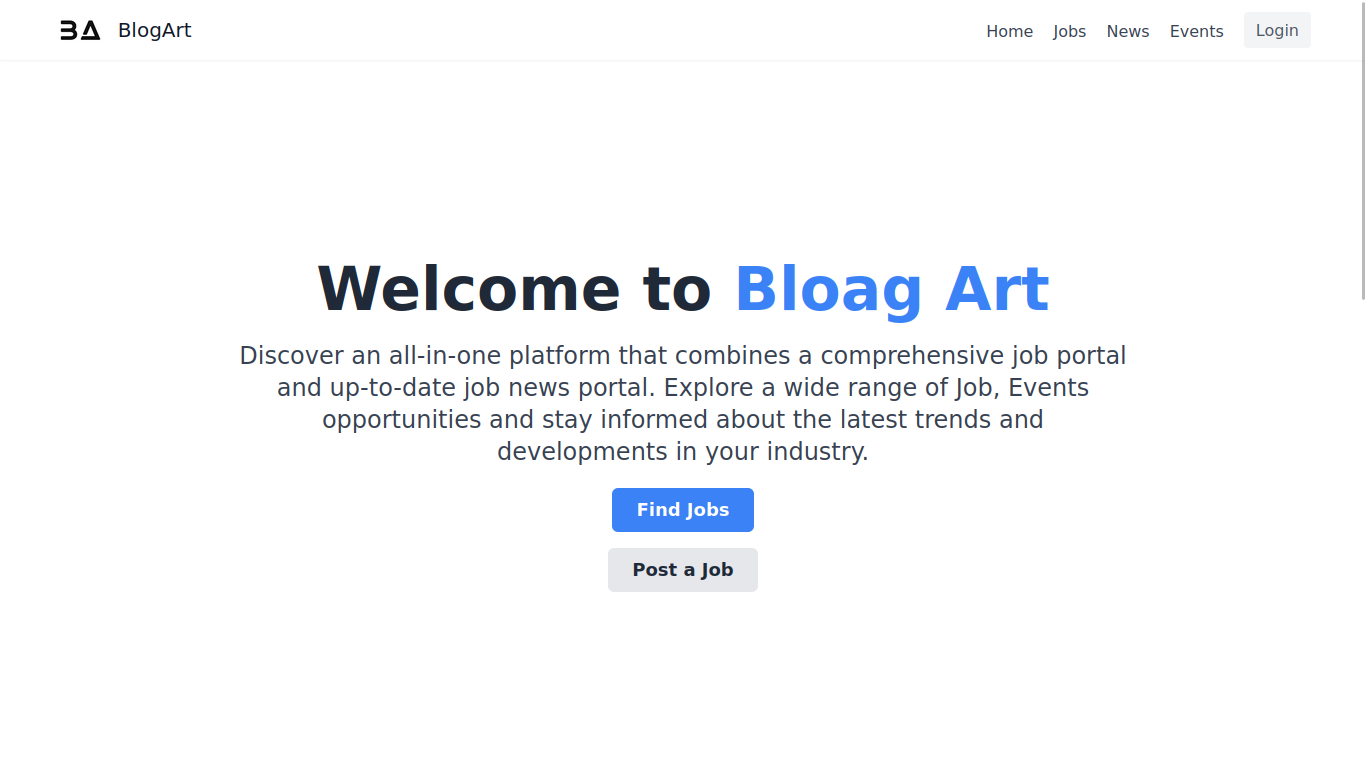 BA BlogArt
Home Jobs News Events Login
Welcome to Bloag Art
Discover an all-in-one platform that combines a comprehensive job portal
and up-to-date job news portal. Explore a wide range of Job, Events
opportunities and stay informed about the latest trends and
developments in your industry.
Find Jobs
Post a Job